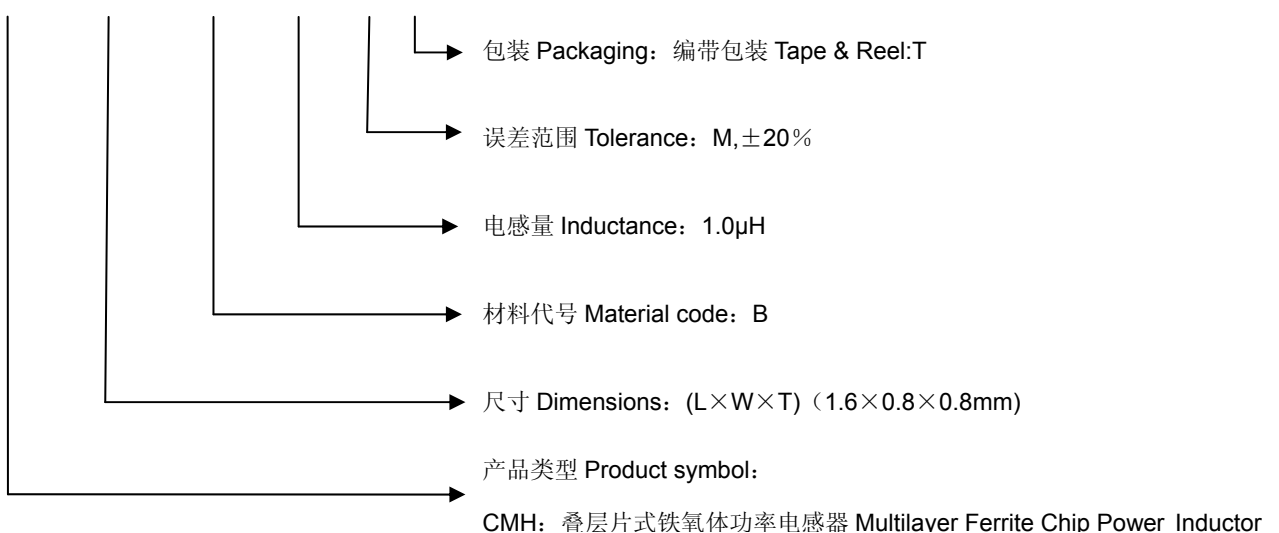 包装 Packaging：编带包装 Tape & Reel:T
误差范围 Tolerance：M,±20％
电感量 Inductance：1.0μH
材料代号 Material code：B
尺寸 Dimensions：(L×W×T)（1.6×0.8×0.8mm)
产品类型 Product symbol：
CMH：叠层片式铁氧体功率电感器 Multilayer Ferrite Chip Power Inductor